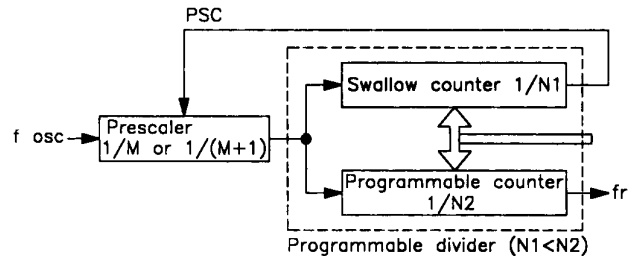 PSC
Swallow counter 1/N1
f osc
Prescaler
1/M or 1/(M+1)
Programmable counter
1/N2
fr
Programmable divider (N1<N2)